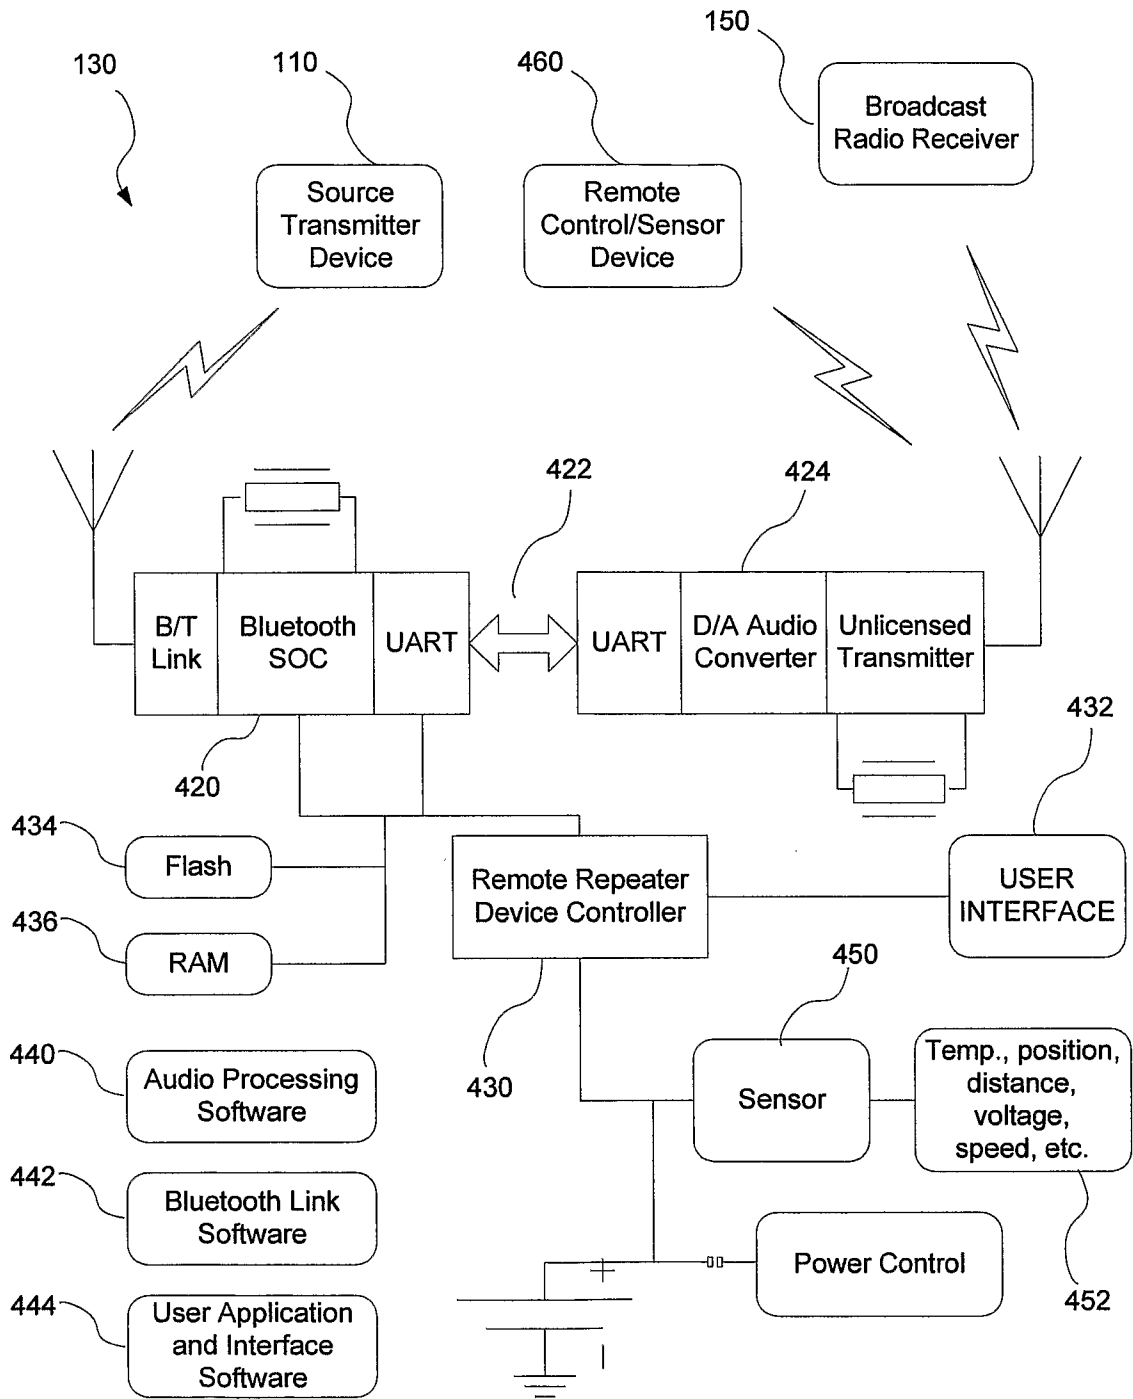 150
130
110
460
Broadcast
Radio Receiver
Source
Transmitter
Device
Remote
Control/Sensor
Device
422
424
B/T
Link
Bluetooth
SOC
UART
UART
D/A Audio
Converter
Unlicensed
Transmitter
420
432
434
Flash
Remote Repeater
Device Controller
USER
INTERFACE
436
RAM
450
430
440
Audio Processing
Software
Sensor
Temp., position,
distance,
voltage,
speed, etc.
442
Bluetooth Link
Software
Power Control
452
+
444
User Application
and Interface
Software